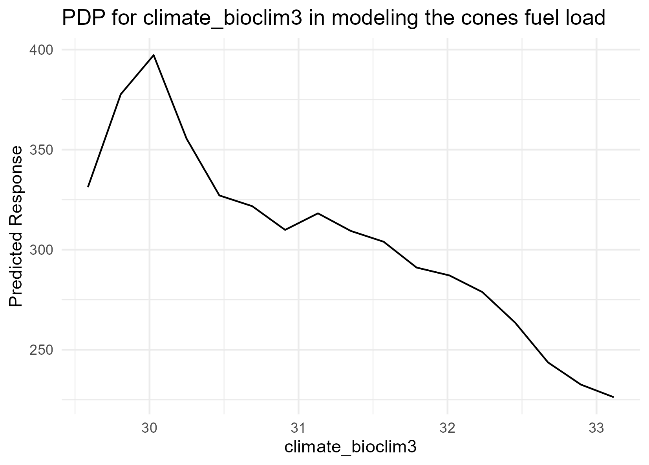 PDP for climate_bioclim3 in modeling the cones fuel load
400
350
300
250
Predicted Response
30
31
32
33
climate_bioclim3